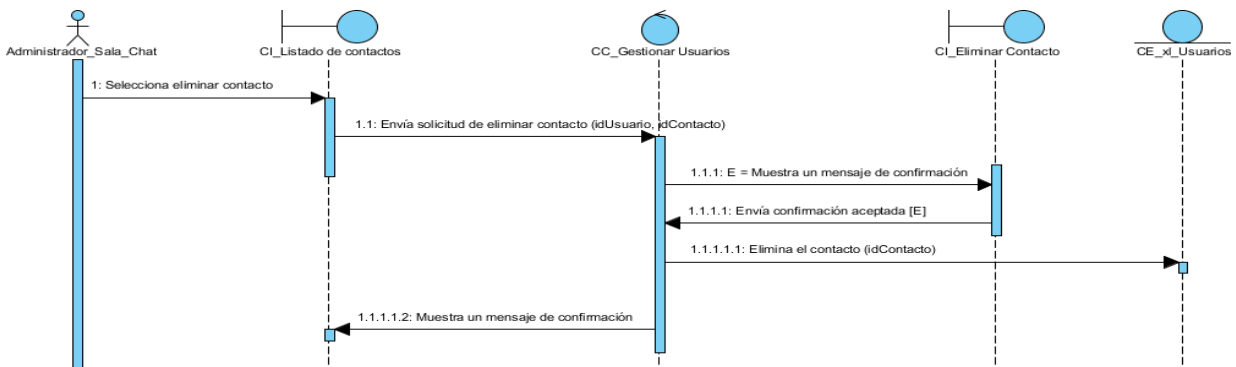 Administrador_Sala_Chat
CI_Listado de contactos
CC_Gestionar Usuarios
CI_Eliminar Contacto
CE_xl_Usuarios
1: Selecciona eliminar contacto
1.1: Envía solicitud de eliminar contacto (idUsuario, idContacto)
1.1.1: E = Muestra un mensaje de confirmación
1.1.1.1: Envía confirmación aceptada [E]
1.1.1.1.1: Elimina el contacto (idContacto)
1.1.1.1.2: Muestra un mensaje de confirmación